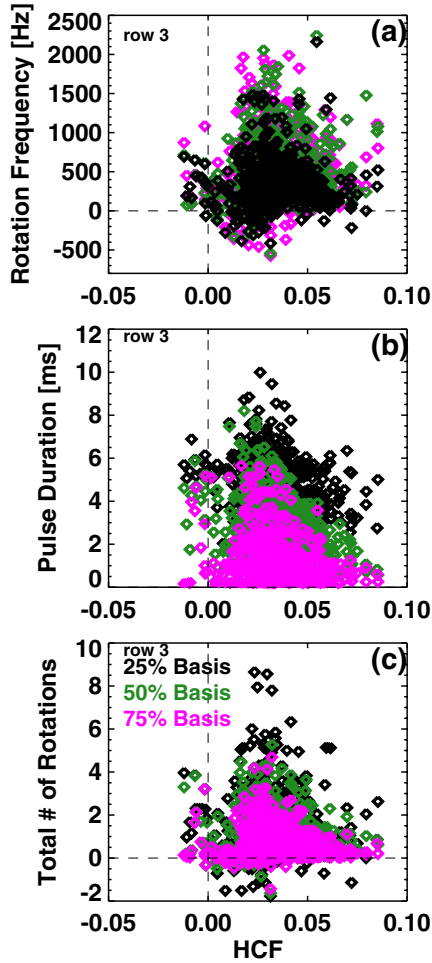 Rotation Frequency [Hz]
2500
2000
1500
1000
500
0
-500
row 3
(a)
-0.05 0.00 0.05 0.10
Pulse Duration [ms]
12
10
8
6
4
2
0
row 3
(b)
-0.05 0.00 0.05 0.10
Total # of Rotations
10
8
6
4
2
0
-2
row 3
25% Basis
50% Basis
75% Basis
(c)
-0.05 0.00 0.05 0.10
HCF